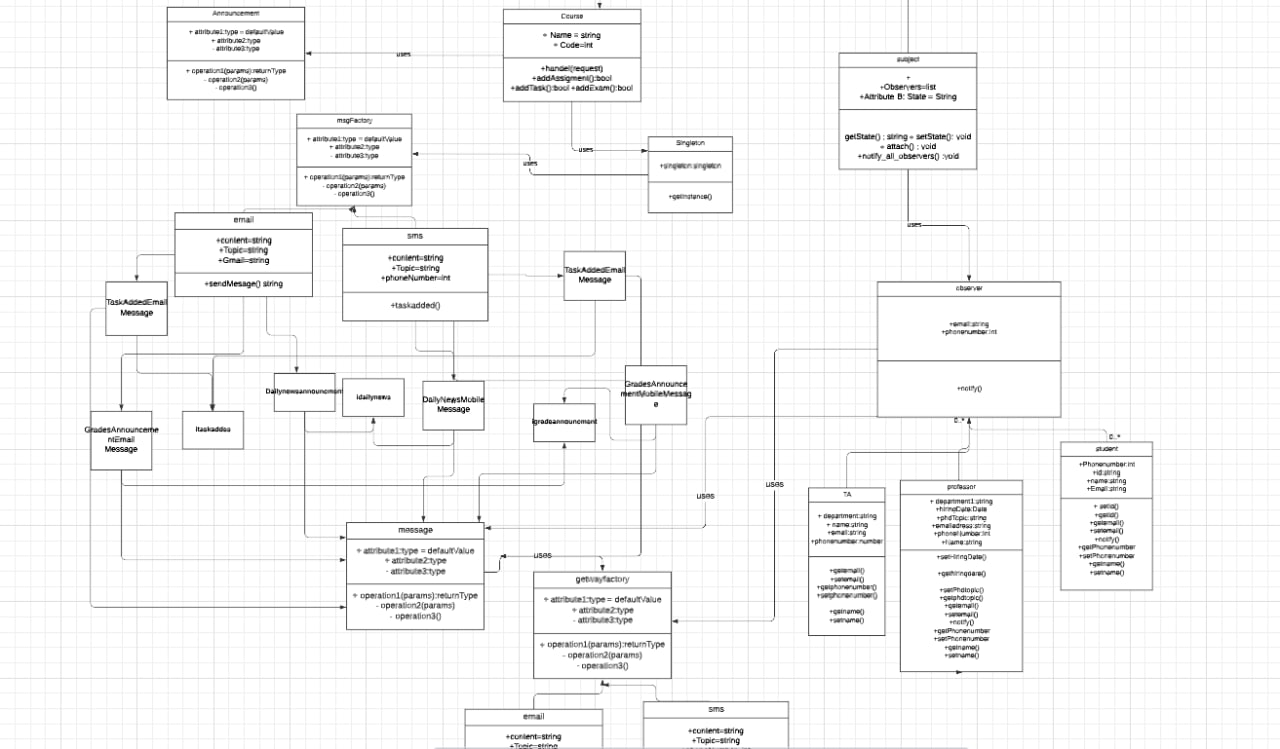 Announcement
+ attribute1:type = defaultValue
+ attribute2:type
- attribute3:type
+ operation1(params):returnType
- operation2(params)
- operation3()
uses
Course
+ Name = string
+ Code=int
+handel(request)
+addAssigment():bool
+addTask():bool +addExam():bool
subject
+
+Observers=list
+Attribute B: State = String
getState() : string + setState(): void
+ attach() : void
+notify_all_observers() :void
msgFactory
+ attribute1:type = defaultValue
+ attribute2:type
- attribute3:type
+ operation1(params):returnType
- operation2(params)
- operation3()
uses
uses
Singleton
+singleton:singleton
+getinstance()
uses
email
+content=string
+Topic=string
+Gmail=string
+sendMesage() string
sms
+content=string
+Topic=string
+phoneNumber=int
+taskadded()
TaskAddedEmail
Message
TaskAddedEmail
Message
observer
+email:string
+phonenumber:int
+notify()
Dailynewsannouncment
idailynews
DailyNewsMobile
Message
GradesAnnounce
mentMobileMessag
e
igradeannouncment
GradesAnnounceme
ntEmail
Message
itaskaddea
0..*
0..*
student
+Phonenumber:int
+id:string
+name:string
+Email:string
+getid()
+getemail()
+setemail()
+notify()
+getPhonenumber
+setPhonenumber
+getname()
+setname()
uses
uses
TA
+ department:string
+ name:string
+email:string
+phonenumber:number
+getemail()
+setemail()
+getphonenumber()
+setphonenumber()
+getname()
+setname()
professor
+ department1:string
+hiringDate:Date
+phdTopic:string
+emailadress:string
+phoneNumber:int
+name:string
+setHiringDate()
+gethiringdate()
+setPhdtopic()
+getphdtopic()
+getemail()
+setemail()
+notify()
+getPhonenumber
+setPhonenumber
+getname()
+setname()
message
+ attribute1:type = defaultValue
+ attribute2:type
- attribute3:type
+ operation1(params):returnType
- operation2(params)
- operation3()
uses
getwayfactory
+ attribute1:type = defaultValue
+ attribute2:type
- attribute3:type
+ operation1(params):returnType
- operation2(params)
- operation3()
email
+content=string
+Topic=string
sms
+content=string
+Topic=string